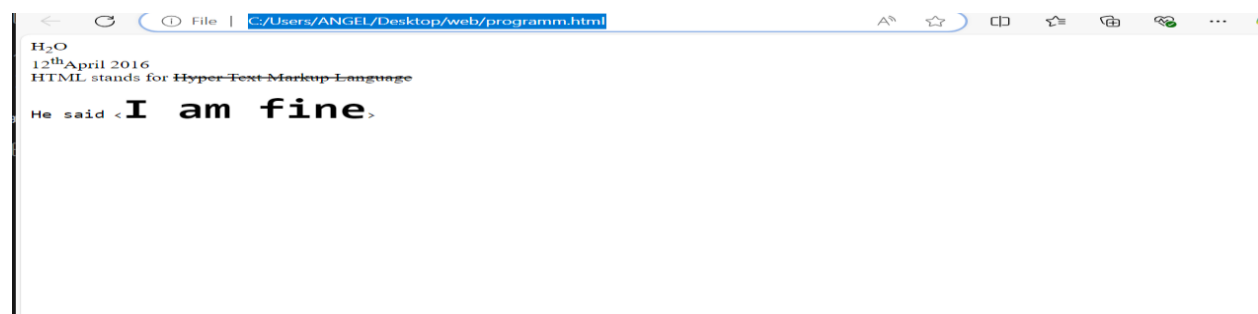 File | C:/Users/ANGEL/Desktop/web/programm.html
H₂O
12ᵗʰApril 2016
HTML stands for Hyper Text Markup Language
He said <I am fine>